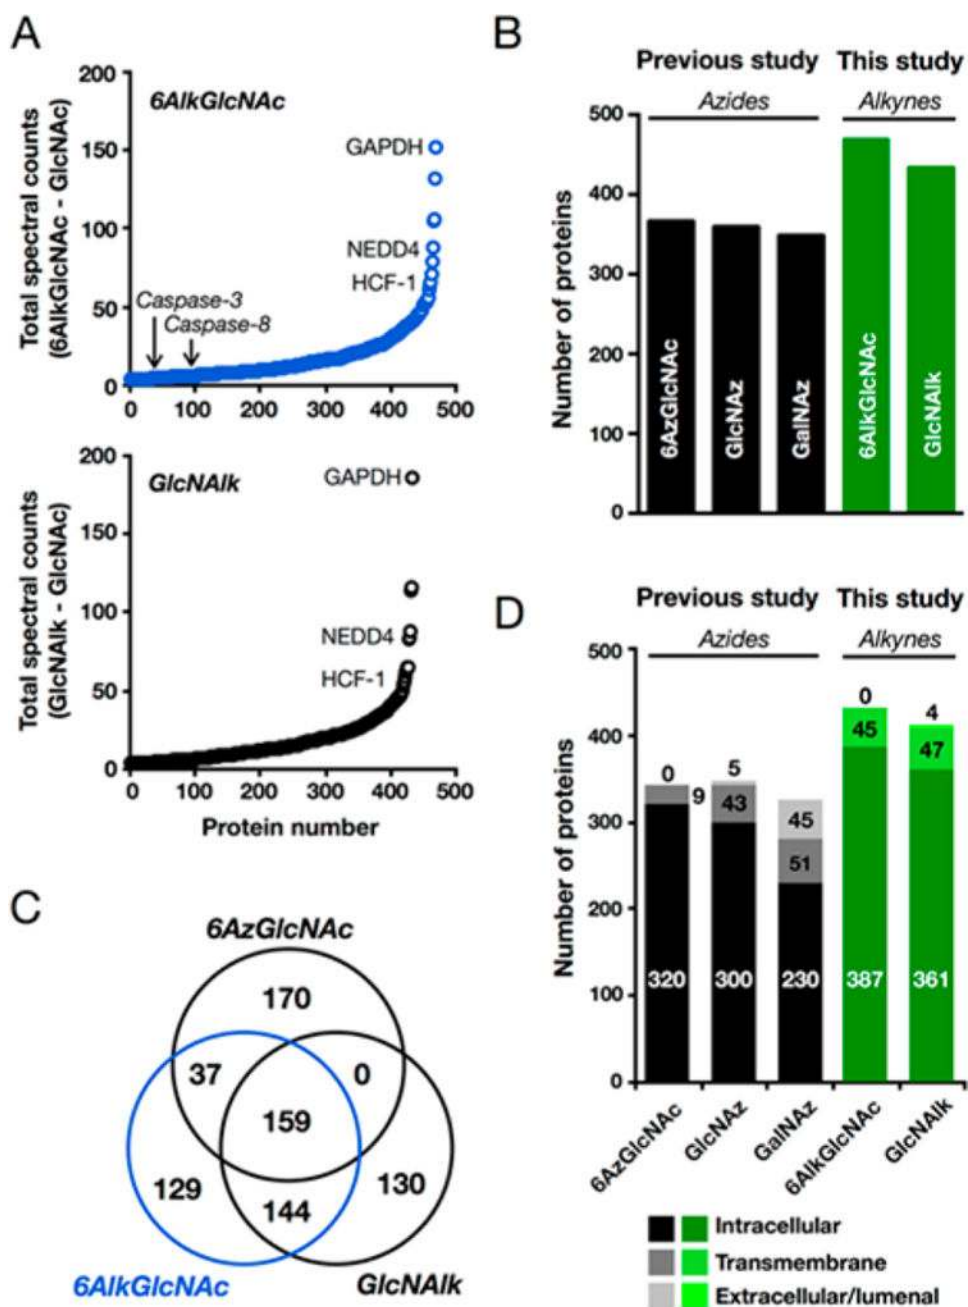 A
200
150
100
50
0
Total spectral counts
(6AlkGlcNAc - GlcNAc)
6AlkGlcNAc
GAPDH
NEDD4
HCF-1
Caspase-3
Caspase-8
0 100 200 300 400 500
200
150
100
50
0
Total spectral counts
(GlcNAlk - GlcNAc)
GlcNAlk
GAPDH
NEDD4
HCF-1
0 100 200 300 400 500
Protein number
B
Previous study This study
Azides Alkynes
500
400
300
200
100
0
Number of proteins
6AzGlcNAc
GlcNAz
GalNAz
6AlkGlcNAc
GlcNAlk
C
6AzGlcNAc
170
37 0
159
129 144 130
6AlkGlcNAc GlcNAlk
D
Previous study This study
Azides Alkynes
500
400
300
200
100
0
Number of proteins
0 5 0 4
9 43 45 45 47
51
320 300 230 387 361
6AzGlcNAc
GlcNAz
GalNAz
6AlkGlcNAc
GlcNAlk
Intracellular
Transmembrane
Extracellular/lumenal